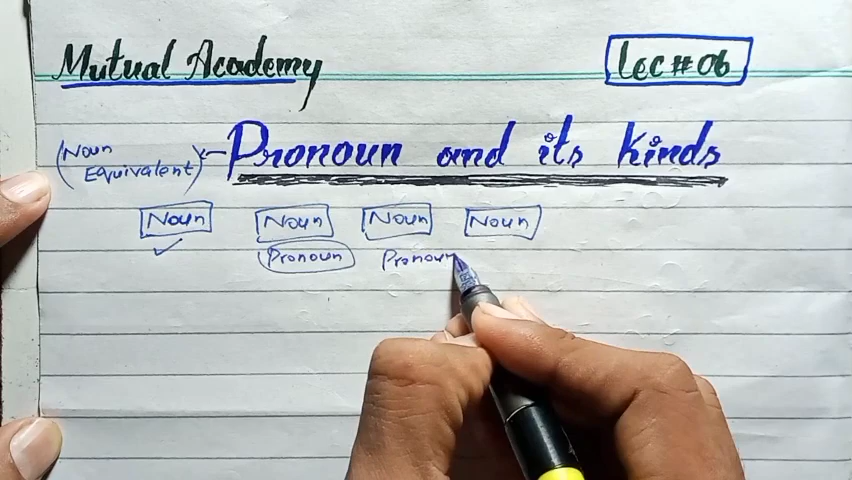 Mutual Academy Lec # 06
(Noun Equivalent) ← Pronoun and its Kinds
Noun Noun Noun Noun
✓ Pronoun Pronoun